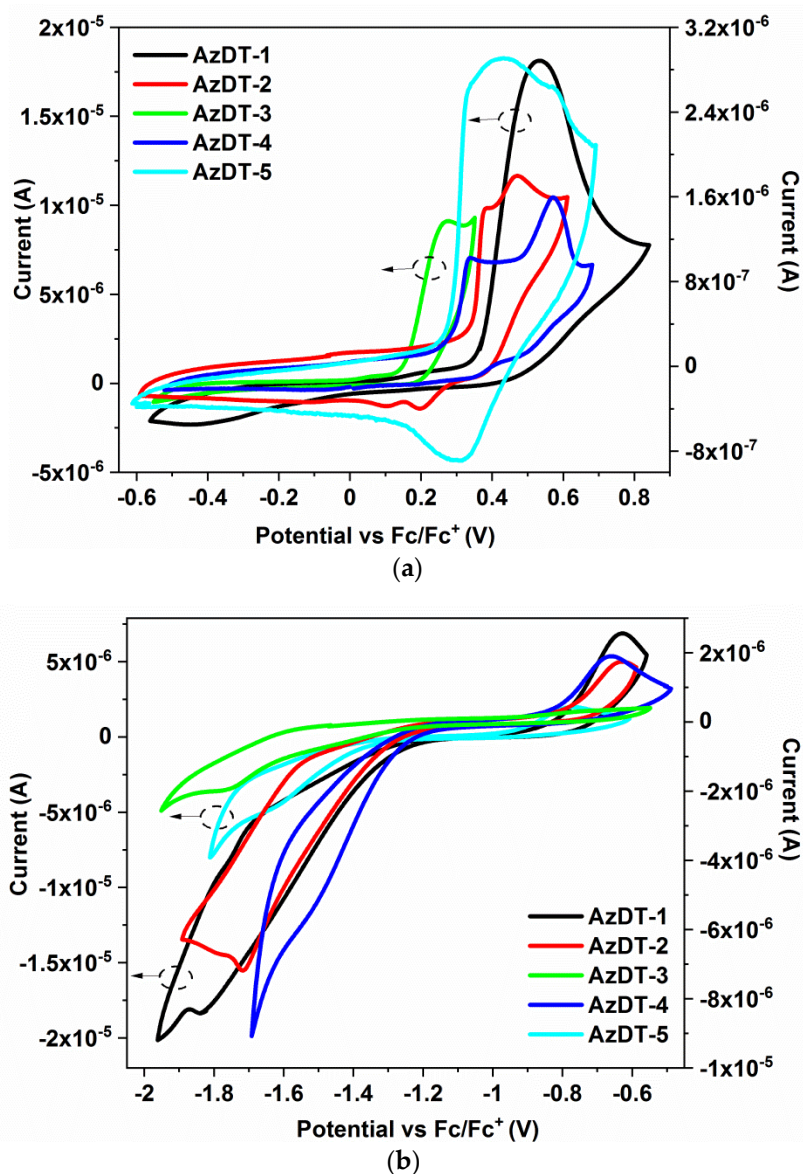 2x10⁻⁵
1.5x10⁻⁵
1x10⁻⁵
5x10⁻⁶
0
-5x10⁻⁶
Current (A)
AzDT-1
AzDT-2
AzDT-3
AzDT-4
AzDT-5
3.2x10⁻⁶
2.4x10⁻⁶
1.6x10⁻⁶
8x10⁻⁷
0
-8x10⁻⁷
Current (A)
-0.6 -0.4 -0.2 0 0.2 0.4 0.6 0.8
Potential vs Fc/Fc⁺ (V)
(a)
5x10⁻⁶
0
-5x10⁻⁶
-1x10⁻⁵
-1.5x10⁻⁵
-2x10⁻⁵
Current (A)
AzDT-1
AzDT-2
AzDT-3
AzDT-4
AzDT-5
2x10⁻⁶
0
-2x10⁻⁶
-4x10⁻⁶
-6x10⁻⁶
-8x10⁻⁶
-1x10⁻⁵
Current (A)
-2 -1.8 -1.6 -1.4 -1.2 -1 -0.8 -0.6
Potential vs Fc/Fc⁺ (V)
(b)